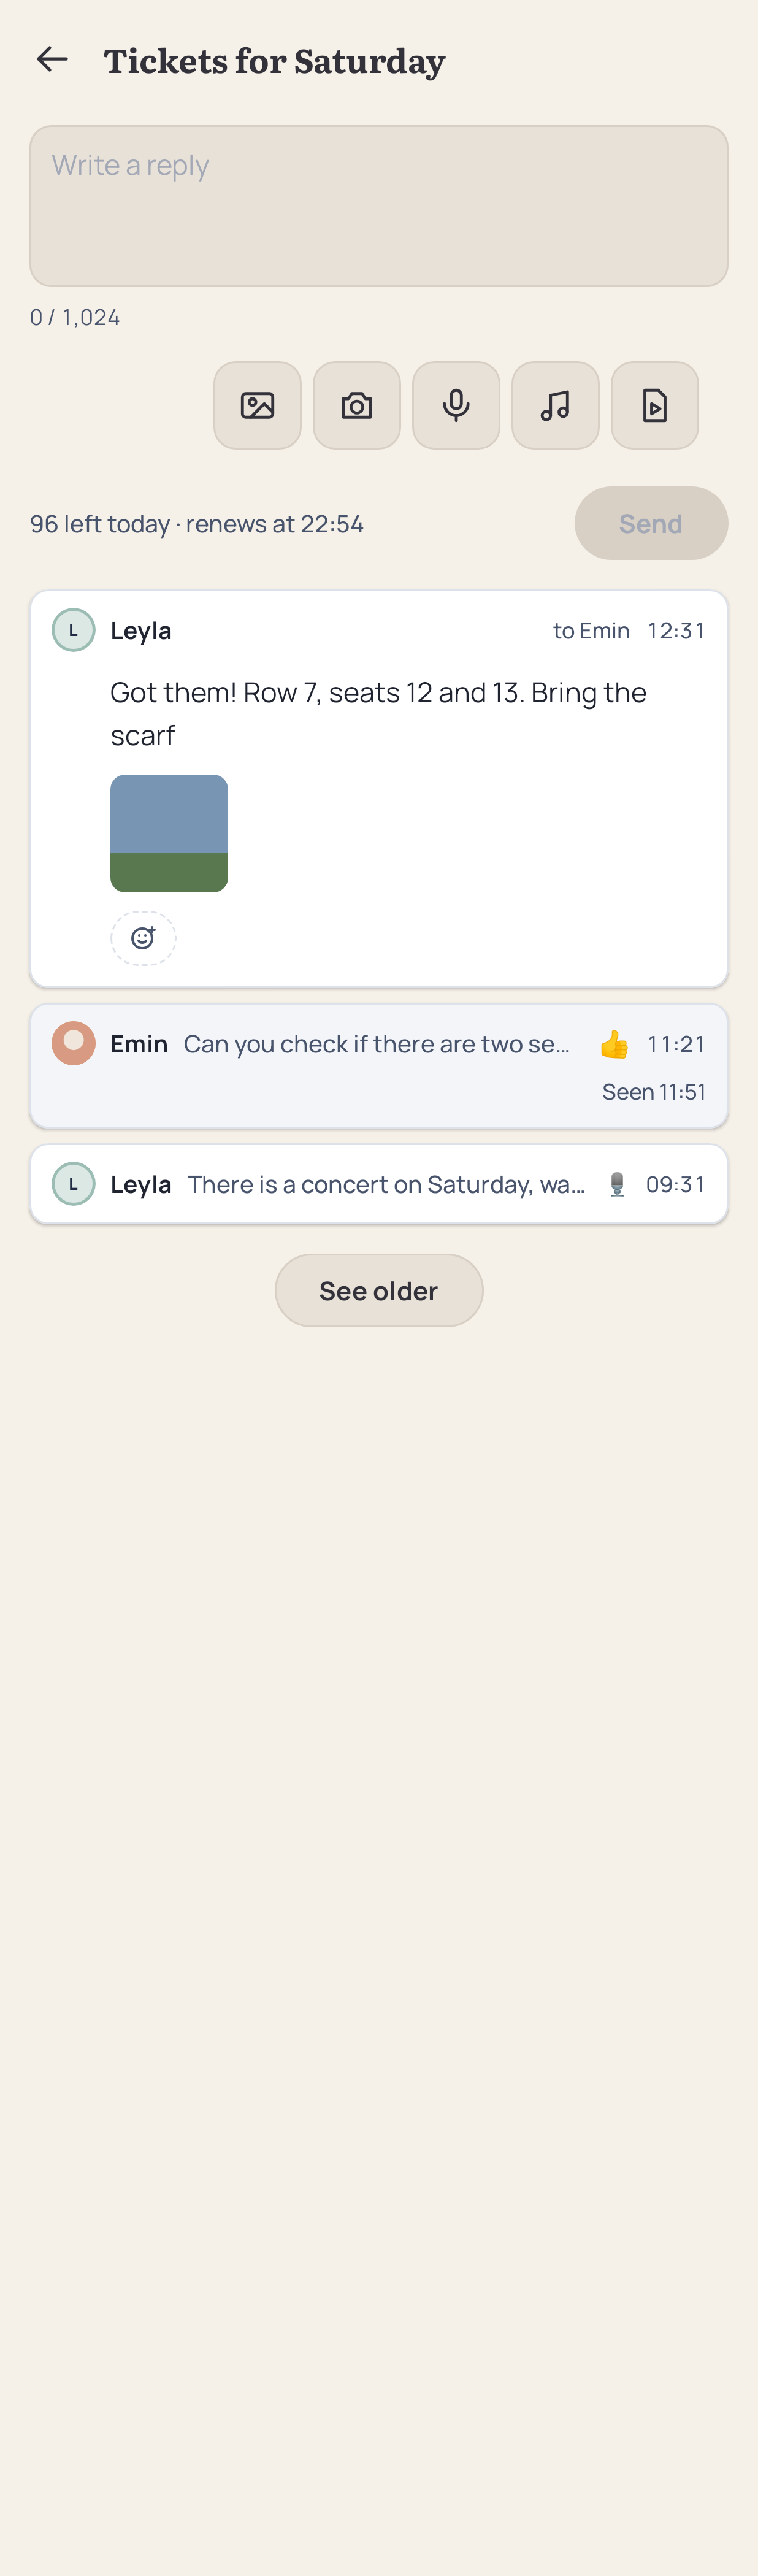 Tickets for Saturday
Write a reply
0 / 1,024
96 left today · renews at 22:54
Send
L Leyla to Emin 12:31
Got them! Row 7, seats 12 and 13. Bring the
scarf
Emin Can you check if there are two se... 👍 11:21
Seen 11:51
L Leyla There is a concert on Saturday, wa... 🎙️ 09:31
See older